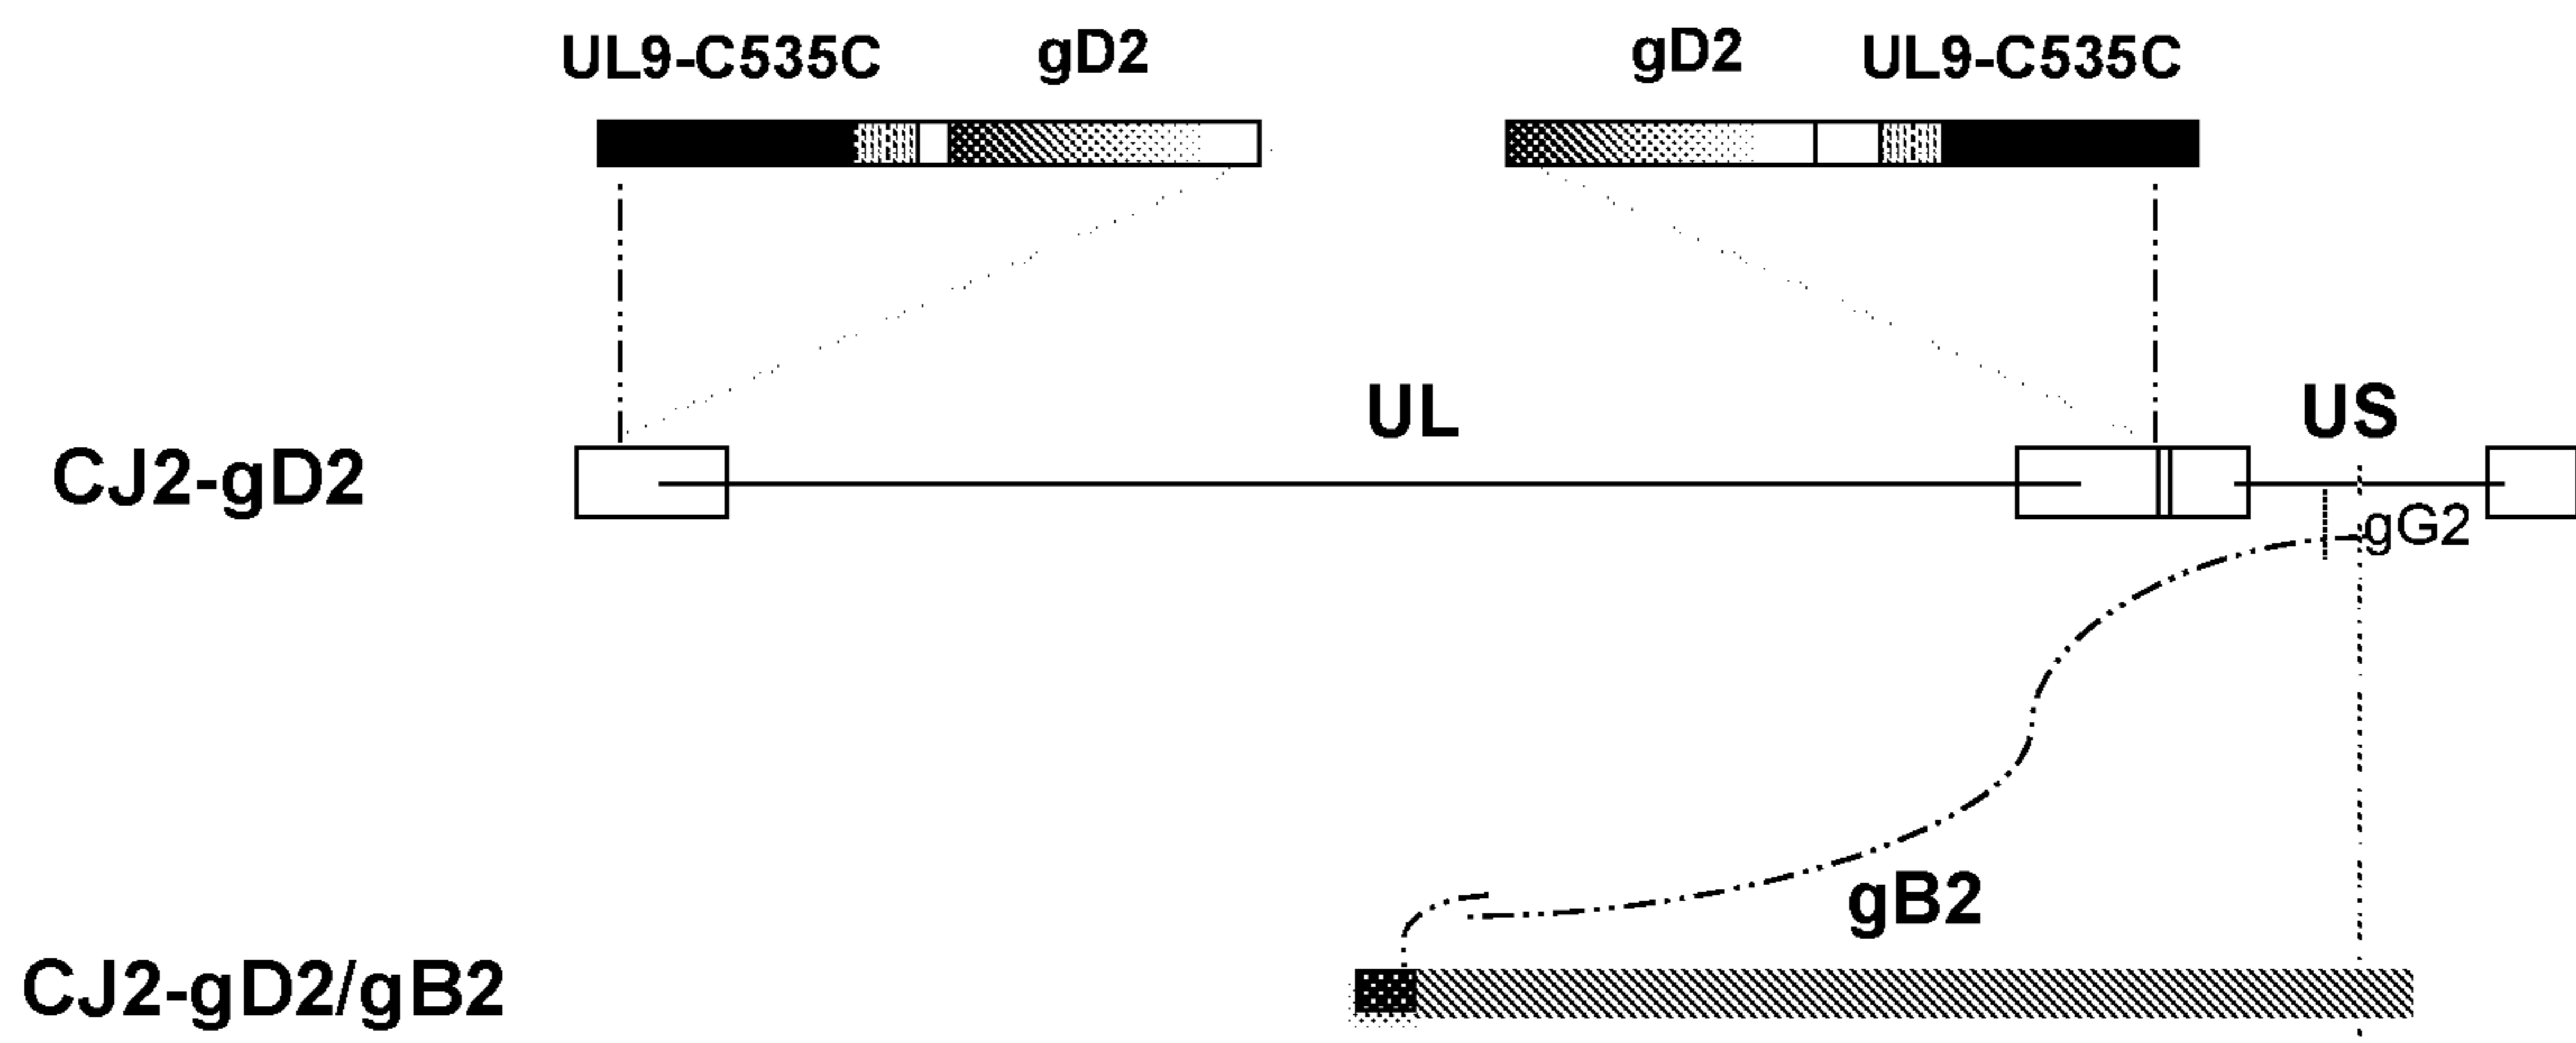 UL9-C535C gD2 gD2 UL9-C535C
UL US
CJ2-gD2
gG2
gB2
CJ2-gD2/gB2